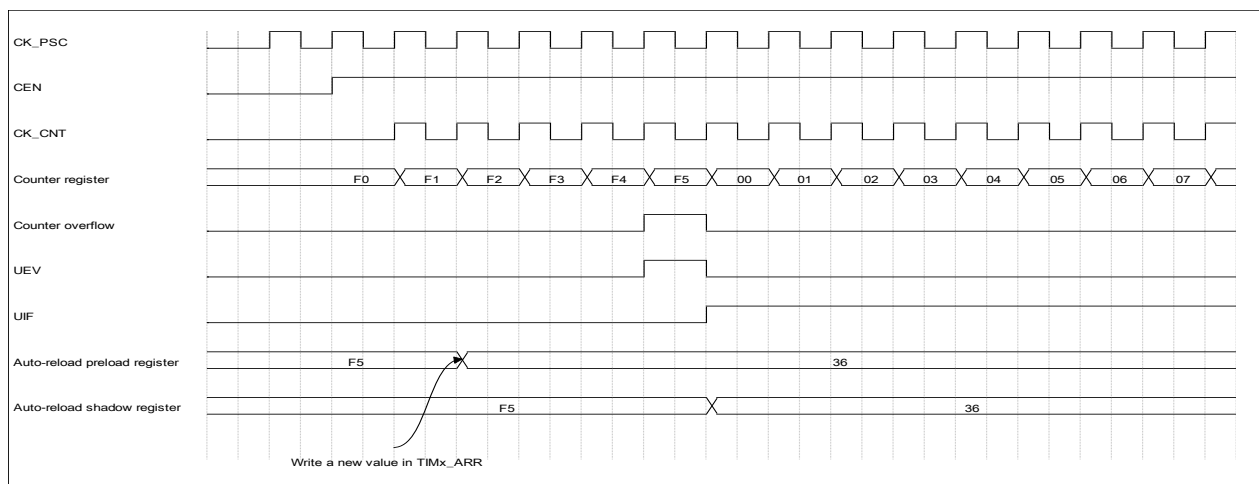 CK_PSC
CEN
CK_CNT
Counter register F0 F1 F2 F3 F4 F5 00 01 02 03 04 05 06 07
Counter overflow
UEV
UIF
Auto-reload preload register F5 36
Auto-reload shadow register F5 36
Write a new value in TIMx_ARR